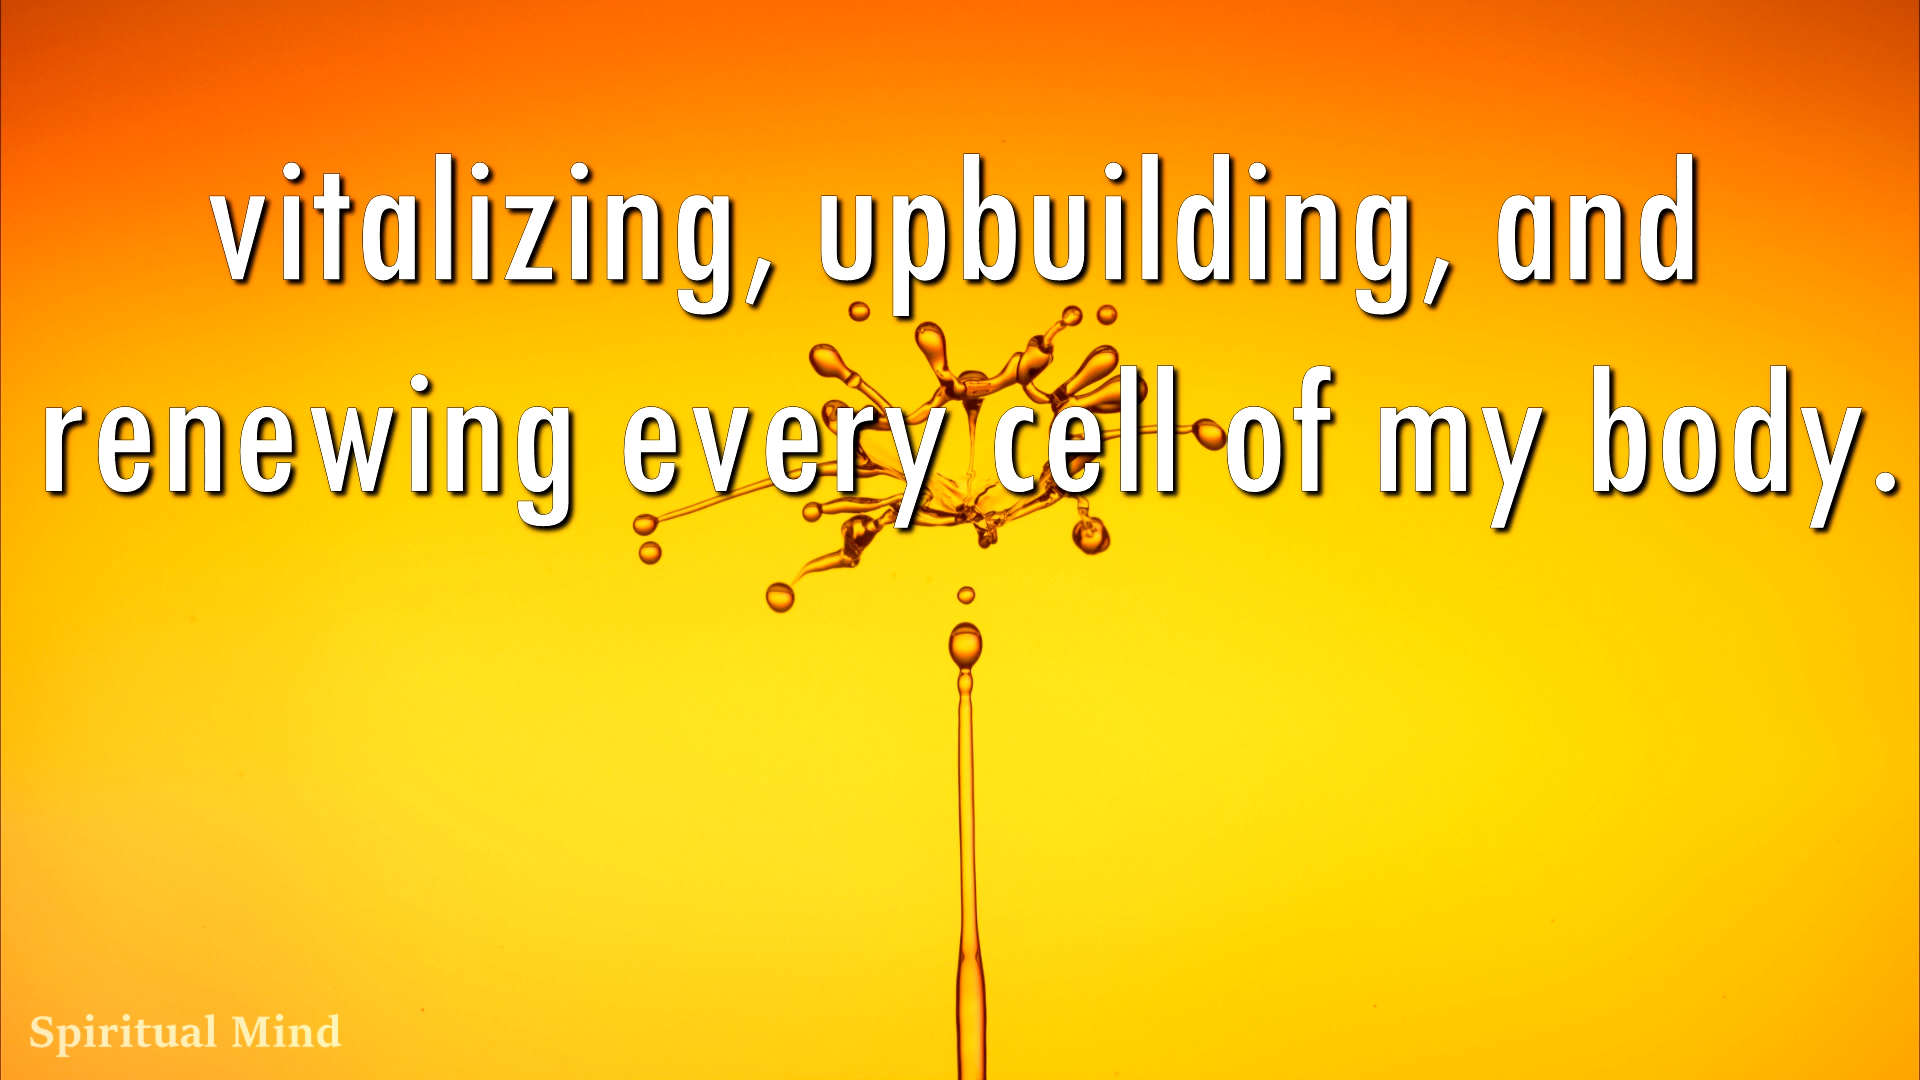 vitalizing, upbuilding, and
renewing every cell of my body.
Spiritual Mind